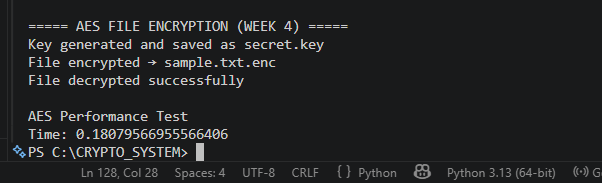 ===== AES FILE ENCRYPTION (WEEK 4) =====
Key generated and saved as secret.key
File encrypted → sample.txt.enc
File decrypted successfully
AES Performance Test
Time: 0.18079566955566406
PS C:\CRYPTO_SYSTEM>
Ln 128, Col 28 Spaces: 4 UTF-8 CRLF { } Python Python 3.13 (64-bit)